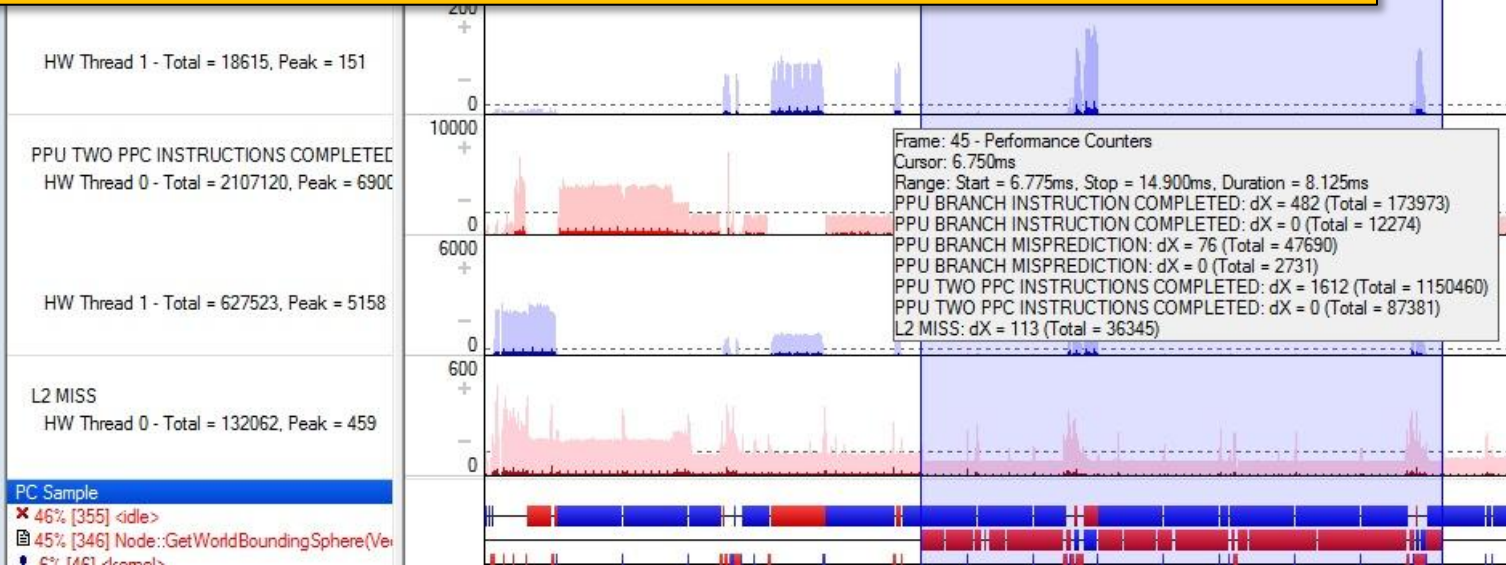 200
+
HW Thread 1 - Total = 18615, Peak = 151
−
0
10000
PPU TWO PPC INSTRUCTIONS COMPLETED
+
HW Thread 0 - Total = 2107120, Peak = 6900
−
0
6000
+
HW Thread 1 - Total = 627523, Peak = 5158
−
0
600
L2 MISS
+
HW Thread 0 - Total = 132062, Peak = 459
−
0
Frame: 45 - Performance Counters
Cursor: 6.750ms
Range: Start = 6.775ms, Stop = 14.900ms, Duration = 8.125ms
PPU BRANCH INSTRUCTION COMPLETED: dX = 482 (Total = 173973)
PPU BRANCH INSTRUCTION COMPLETED: dX = 0 (Total = 12274)
PPU BRANCH MISPREDICTION: dX = 76 (Total = 47690)
PPU BRANCH MISPREDICTION: dX = 0 (Total = 2731)
PPU TWO PPC INSTRUCTIONS COMPLETED: dX = 1612 (Total = 1150460)
PPU TWO PPC INSTRUCTIONS COMPLETED: dX = 0 (Total = 87381)
L2 MISS: dX = 113 (Total = 36345)
PC Sample
46% [355] <idle>
45% [346] Node::GetWorldBoundingSphere(Vec
6% [46] <kernel>